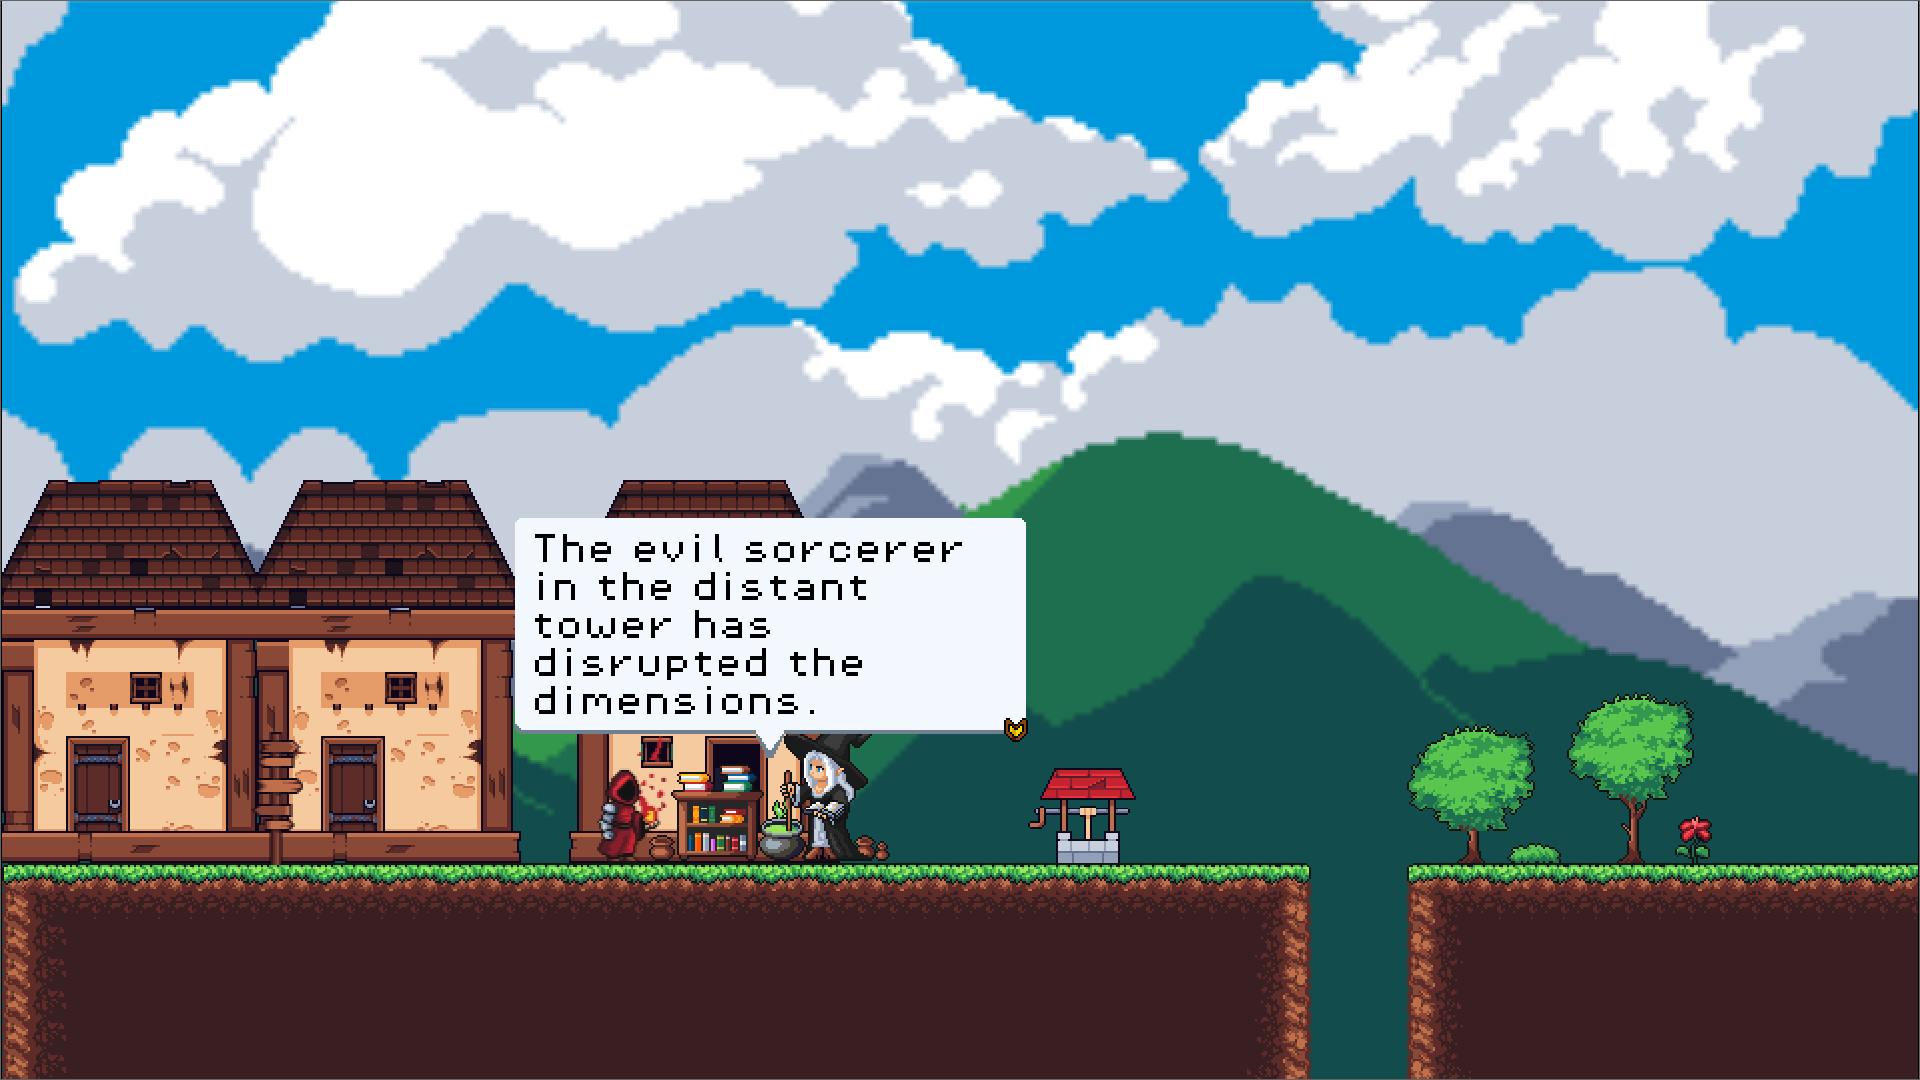 The evil sorcerer
in the distant
tower has
disrupted the
dimensions.